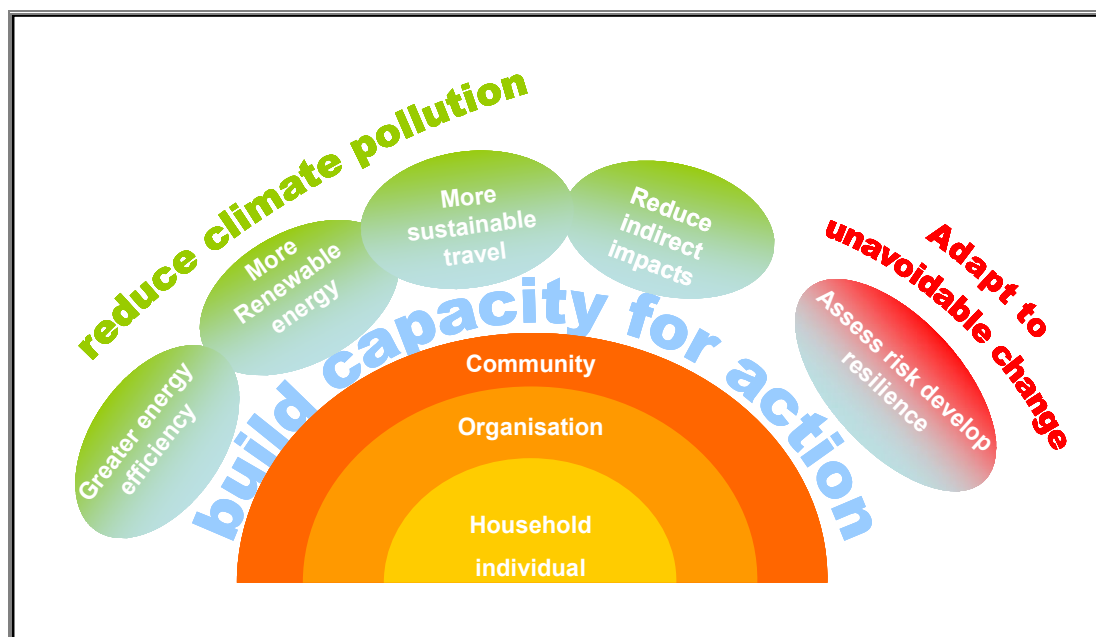 reduce climate pollution
Greater energy
efficiency
More
Renewable
energy
More
sustainable
travel
Reduce
indirect
impacts
Adapt to
unavoidable change
Assess risk develop
resilience
build capacity for action
Community
Organisation
Household
individual